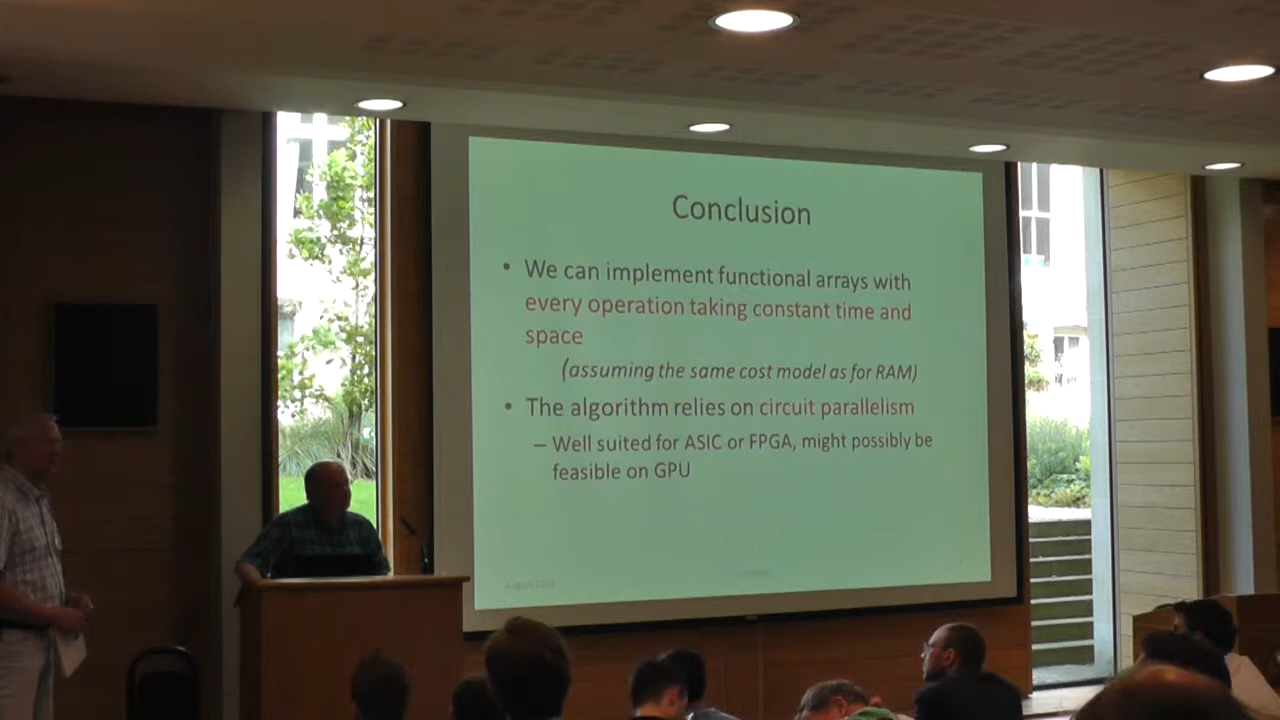 Conclusion
• We can implement functional arrays with
every operation taking constant time and
space
(assuming the same cost model as for RAM)
• The algorithm relies on circuit parallelism
– Well suited for ASIC or FPGA, might possibly be
feasible on GPU
August